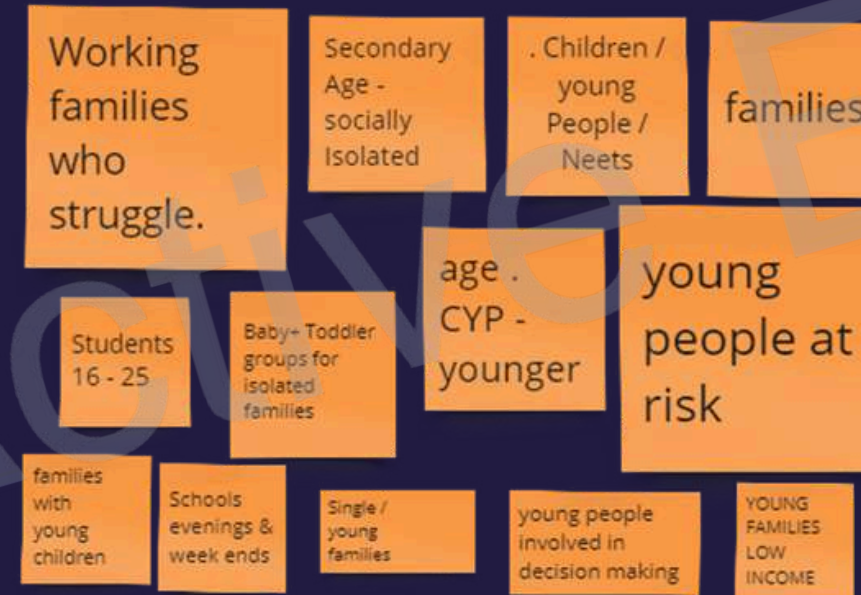 Working
families
who
struggle.
Secondary
Age -
socially
Isolated
. Children /
young
People /
Neets
families
Students
16 - 25
Baby+ Toddler
groups for
isolated
families
age .
CYP -
younger
young
people at
risk
families
with
young
children
Schools
evenings &
week ends
Single /
young
families
young people
involved in
decision making
YOUNG
FAMILIES
LOW
INCOME